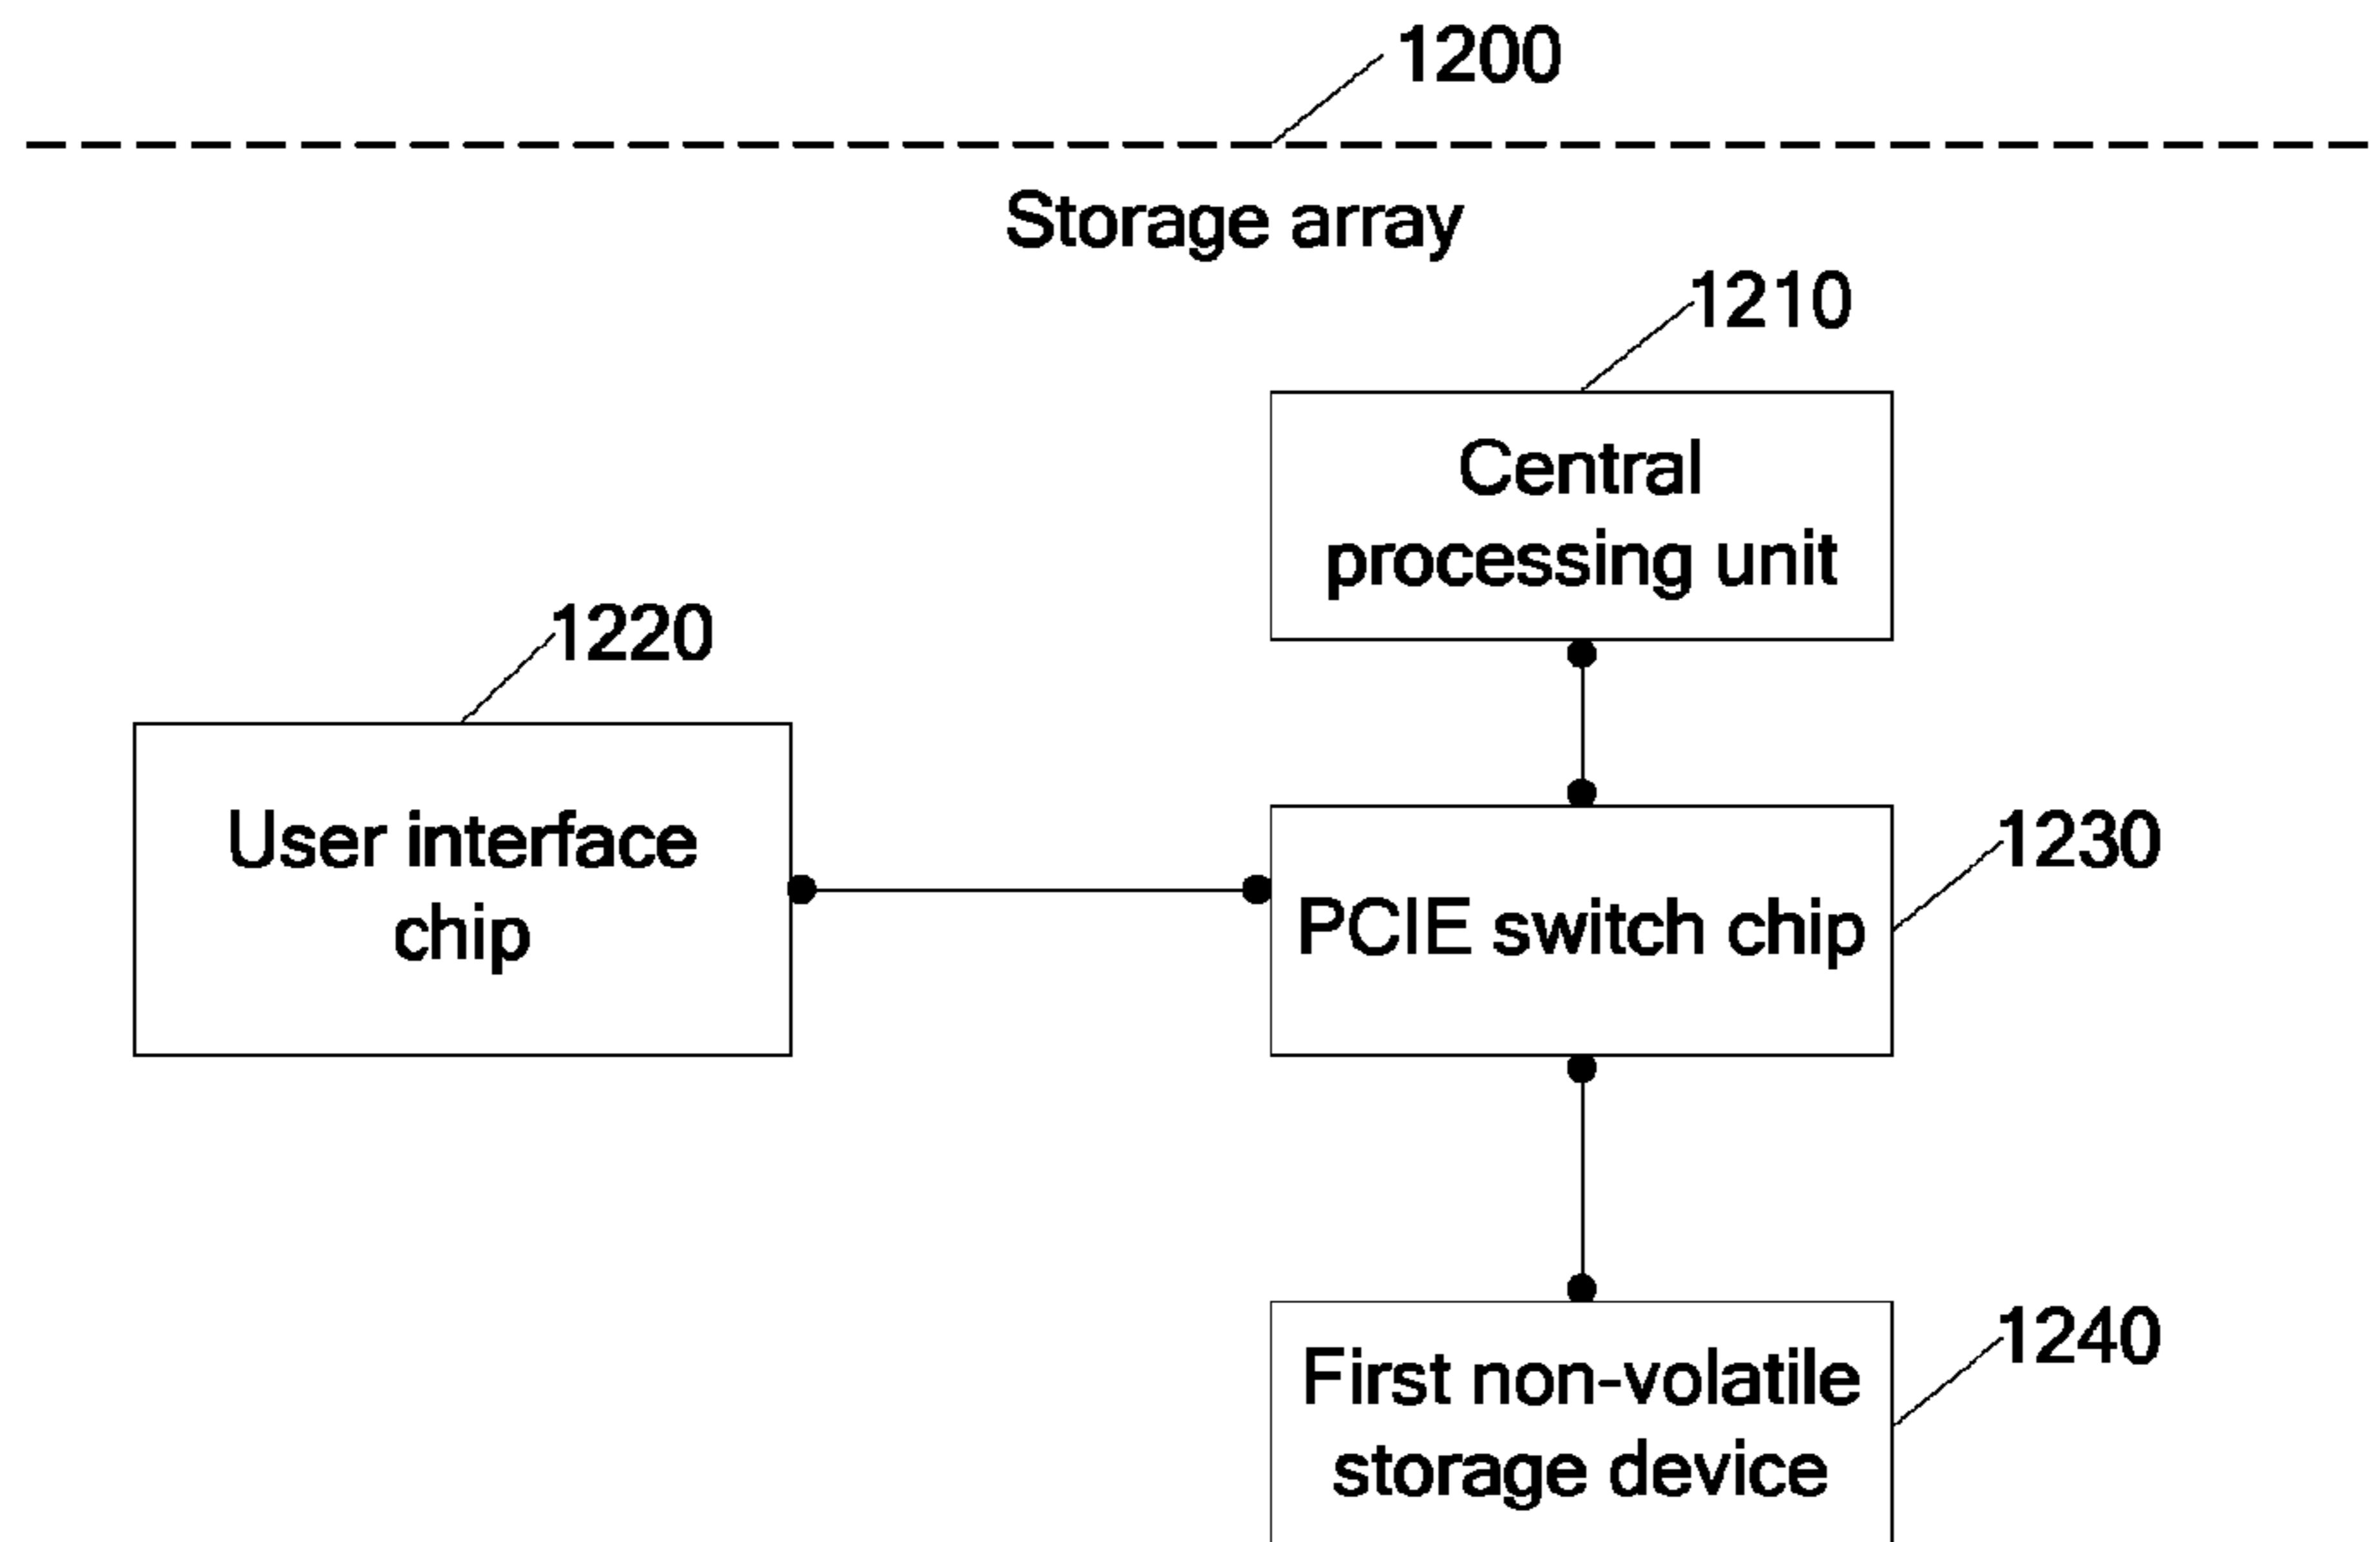 1200
Storage array
1210
Central
processing unit
1220
User interface
chip
1230
PCIE switch chip
1240
First non-volatile
storage device